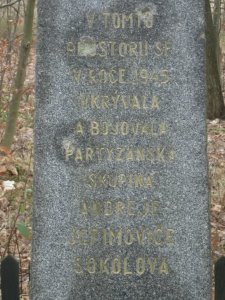 V TOMTO
PROSTORU SE
V ROCE 1945
UKRÝVALA
A BOJOVALA
PARTYZÁNSKÁ
SKUPINA
ANDREJE
JEFIMOVIČE
SOKOLOVA